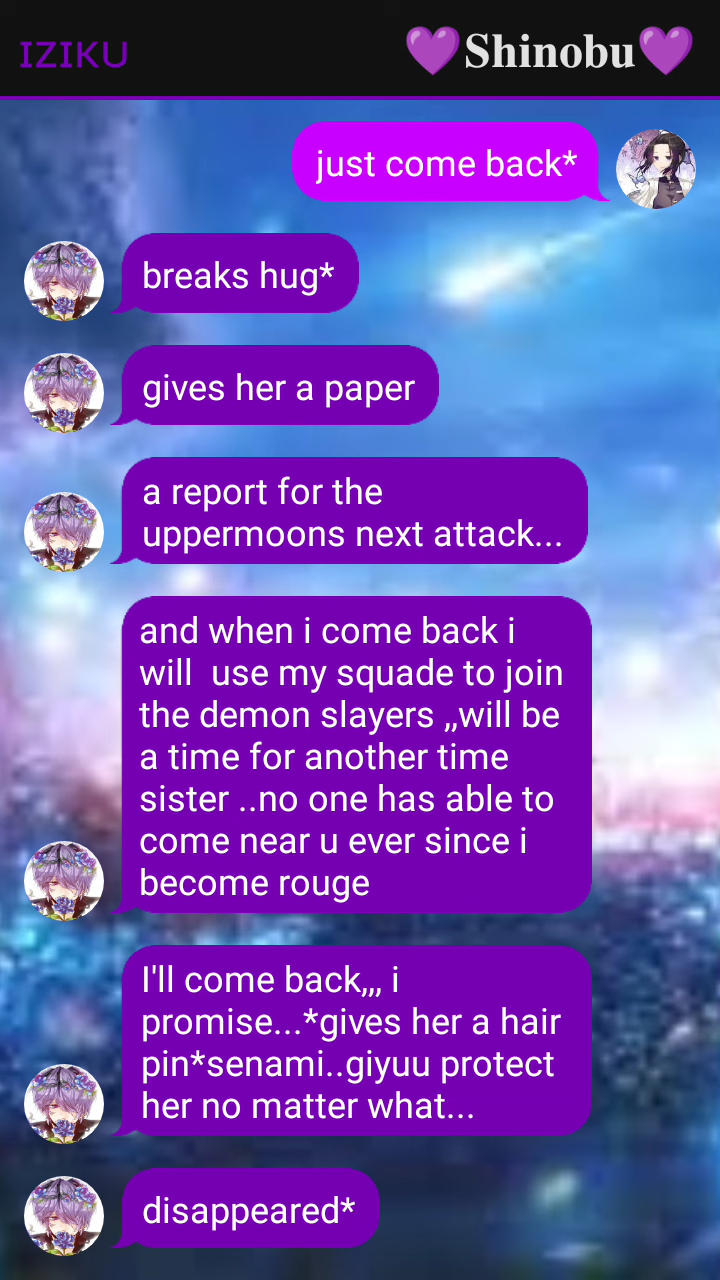 IZIKU
💜Shinobu💜
just come back*
breaks hug*
gives her a paper
a report for the
uppermoons next attack...
and when i come back i
will  use my squade to join
the demon slayers ,,will be
a time for another time
sister ..no one has able to
come near u ever since i
become rouge
I'll come back,,, i
promise...*gives her a hair
pin*senami..giyuu protect
her no matter what...
disappeared*